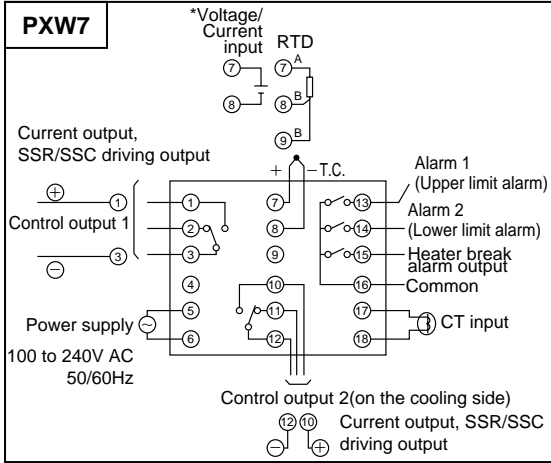 PXW7
*Voltage/
Current
input
RTD
7
7 A
8
8 B
9 B
Current output,
SSR/SSC driving output
+ − T.C.
Alarm 1
(Upper limit alarm)
Alarm 2
(Lower limit alarm)
Heater break
alarm output
Common
CT input
+ 1
Control output 1
3
−
1
2
3
4
5
6
7
8
9
10
11
12
13
14
15
16
17
18
Power supply
100 to 240V AC
50/60Hz
Control output 2(on the cooling side)
12 10
Current output, SSR/SSC
driving output
− +